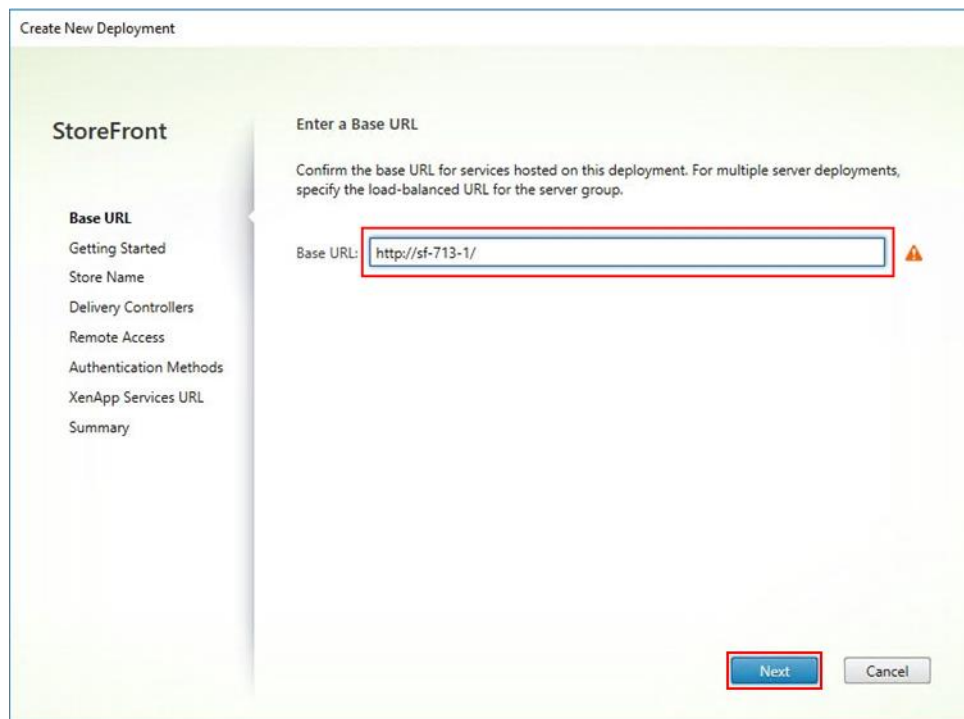 Create New Deployment
StoreFront
Base URL
Getting Started
Store Name
Delivery Controllers
Remote Access
Authentication Methods
XenApp Services URL
Summary
Enter a Base URL
Confirm the base URL for services hosted on this deployment. For multiple server deployments,
specify the load-balanced URL for the server group.
Base URL: http://sf-713-1/
Next Cancel